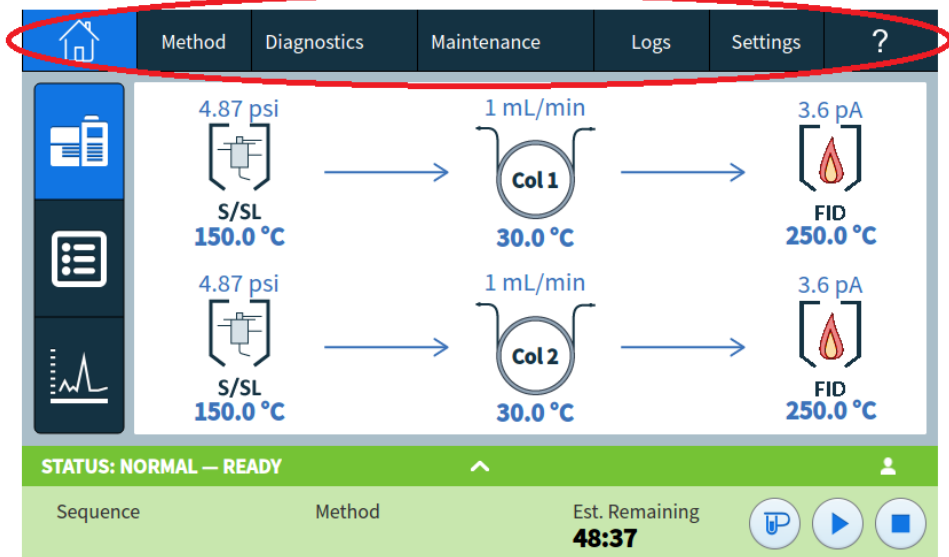 Method Diagnostics Maintenance Logs Settings ?
4.87 psi 1 mL/min 3.6 pA
Col 1
S/SL FID
150.0 °C 30.0 °C 250.0 °C
4.87 psi 1 mL/min 3.6 pA
Col 2
S/SL FID
150.0 °C 30.0 °C 250.0 °C
STATUS: NORMAL — READY
Sequence Method Est. Remaining
48:37